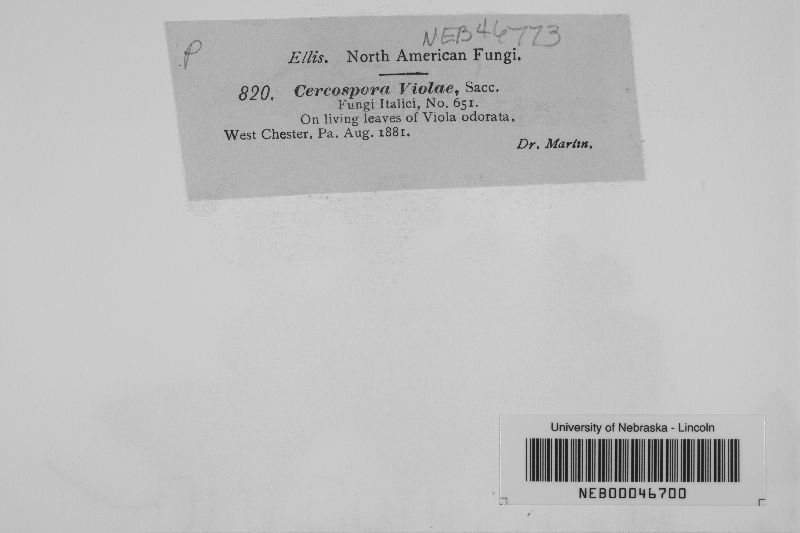 NEB46773
P
Ellis. North American Fungi.
820. Cercospora Violae, Sacc.
Fungi Italici, No. 651.
On living leaves of Viola odorata.
West Chester, Pa. Aug. 1881.
Dr. Martin.
University of Nebraska - Lincoln
NEB00046700